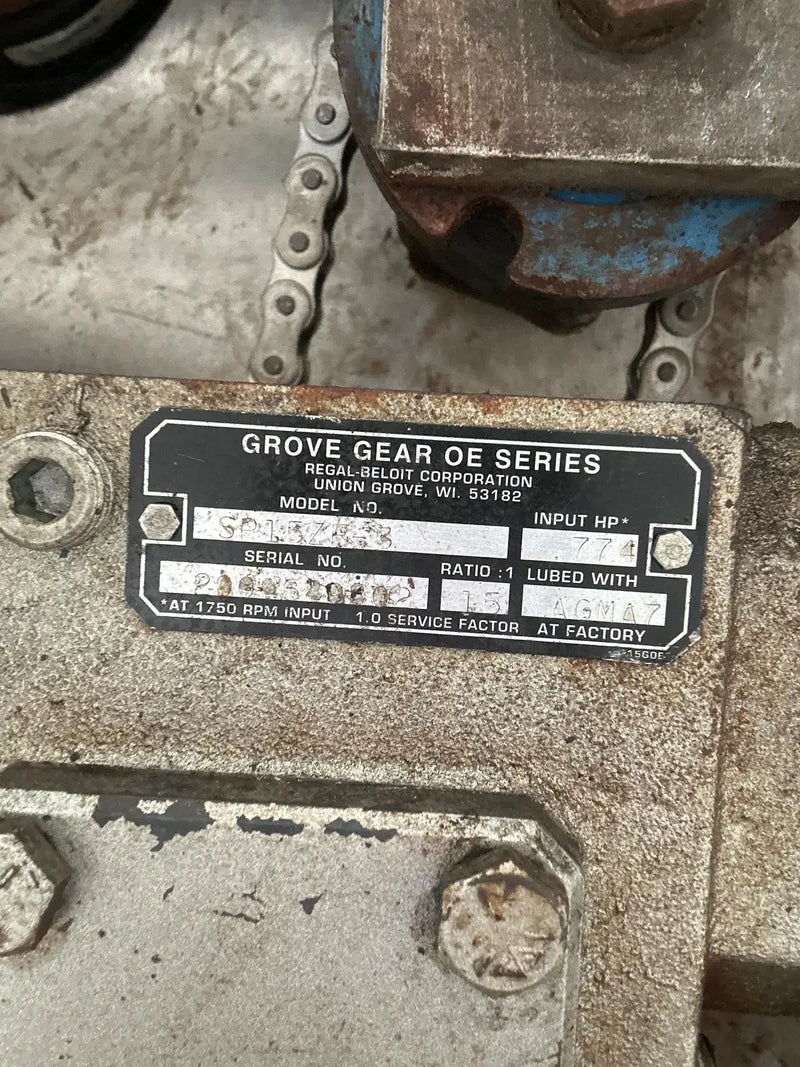 GROVE GEAR OE SERIES
REGAL-BELOIT CORPORATION
UNION GROVE, WI. 53182
MODEL NO. INPUT HP*
774
SERIAL NO. RATIO :1 LUBED WITH
15 AGMA7
*AT 1750 RPM INPUT 1.0 SERVICE FACTOR AT FACTORY